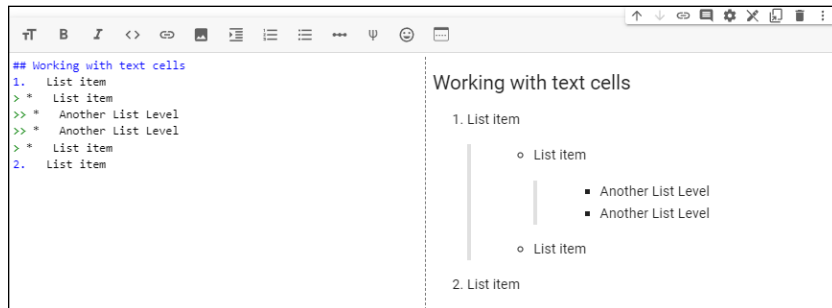 ## Working with text cells
1.   List item
> *   List item
>> *   Another List Level
>> *   Another List Level
> *   List item
2.   List item
Working with text cells
1. List item
List item
Another List Level
Another List Level
List item
2. List item